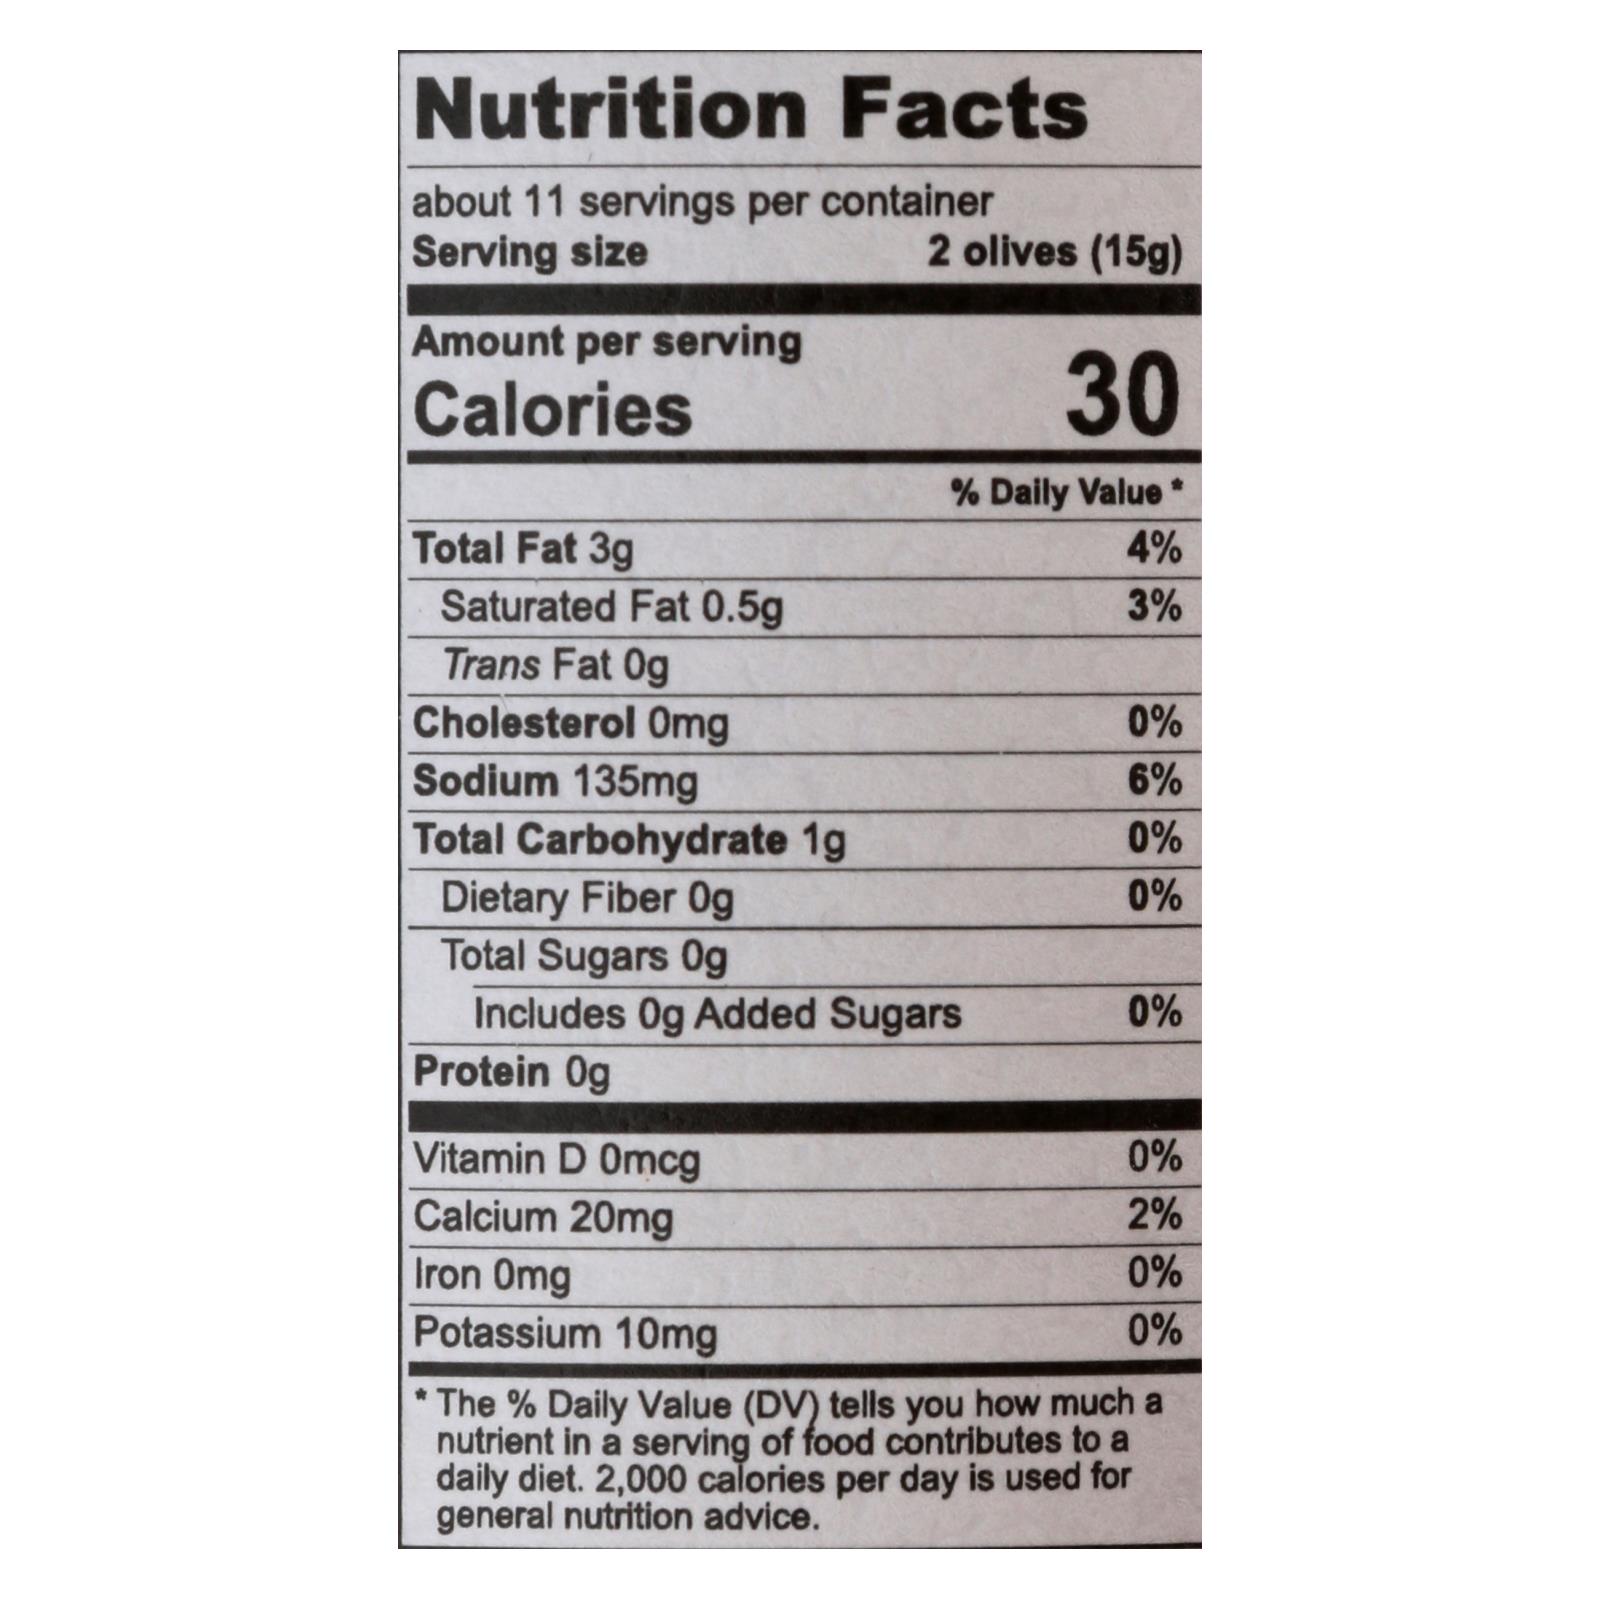 Nutrition Facts
about 11 servings per container
Serving size 2 olives (15g)
Amount per serving
Calories 30
% Daily Value *
Total Fat 3g 4%
Saturated Fat 0.5g 3%
Trans Fat 0g
Cholesterol 0mg 0%
Sodium 135mg 6%
Total Carbohydrate 1g 0%
Dietary Fiber 0g 0%
Total Sugars 0g
Includes 0g Added Sugars 0%
Protein 0g
Vitamin D 0mcg 0%
Calcium 20mg 2%
Iron 0mg 0%
Potassium 10mg 0%
* The % Daily Value (DV) tells you how much a
nutrient in a serving of food contributes to a
daily diet. 2,000 calories per day is used for
general nutrition advice.